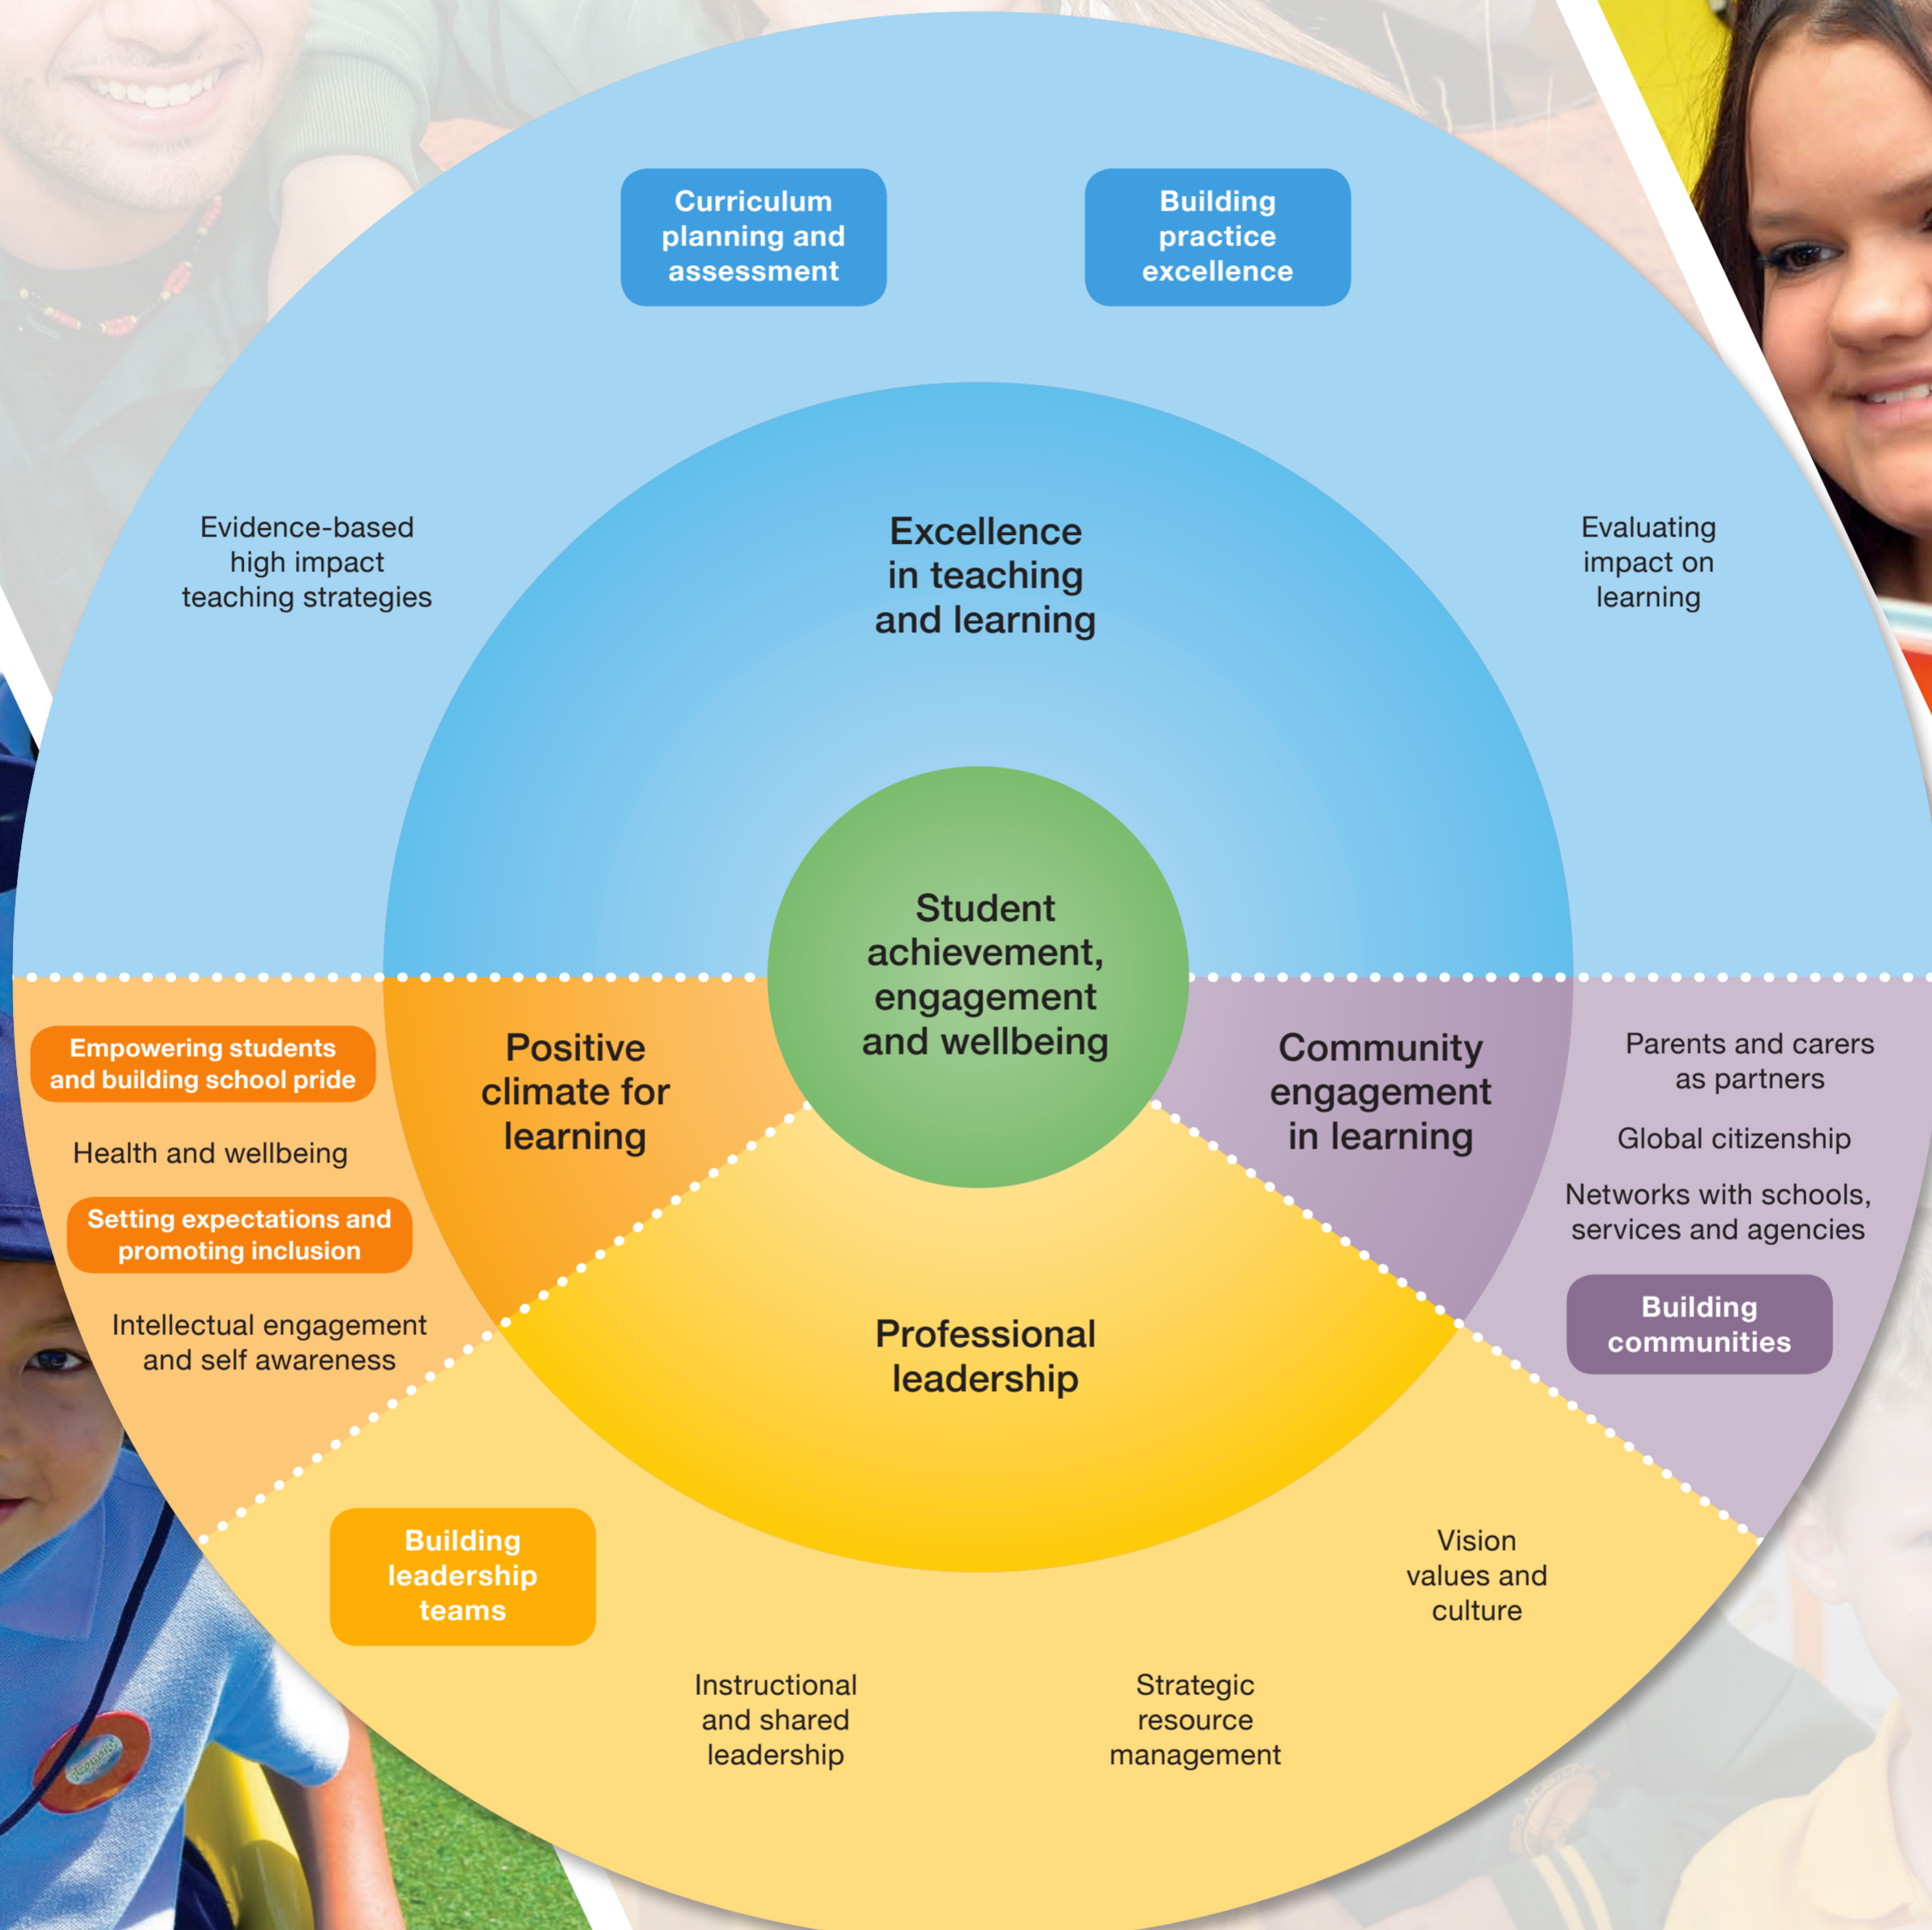 Curriculum
planning and
assessment
Building
practice
excellence
Evidence-based
high impact
teaching strategies
Excellence
in teaching
and learning
Evaluating
impact on
learning
Student
achievement,
engagement
and wellbeing
Empowering students
and building school pride
Health and wellbeing
Setting expectations and
promoting inclusion
Intellectual engagement
and self awareness
Positive
climate for
learning
Community
engagement
in learning
Parents and carers
as partners
Global citizenship
Networks with schools,
services and agencies
Building
communities
Professional
leadership
Building
leadership
teams
Instructional
and shared
leadership
Strategic
resource
management
Vision
values and
culture